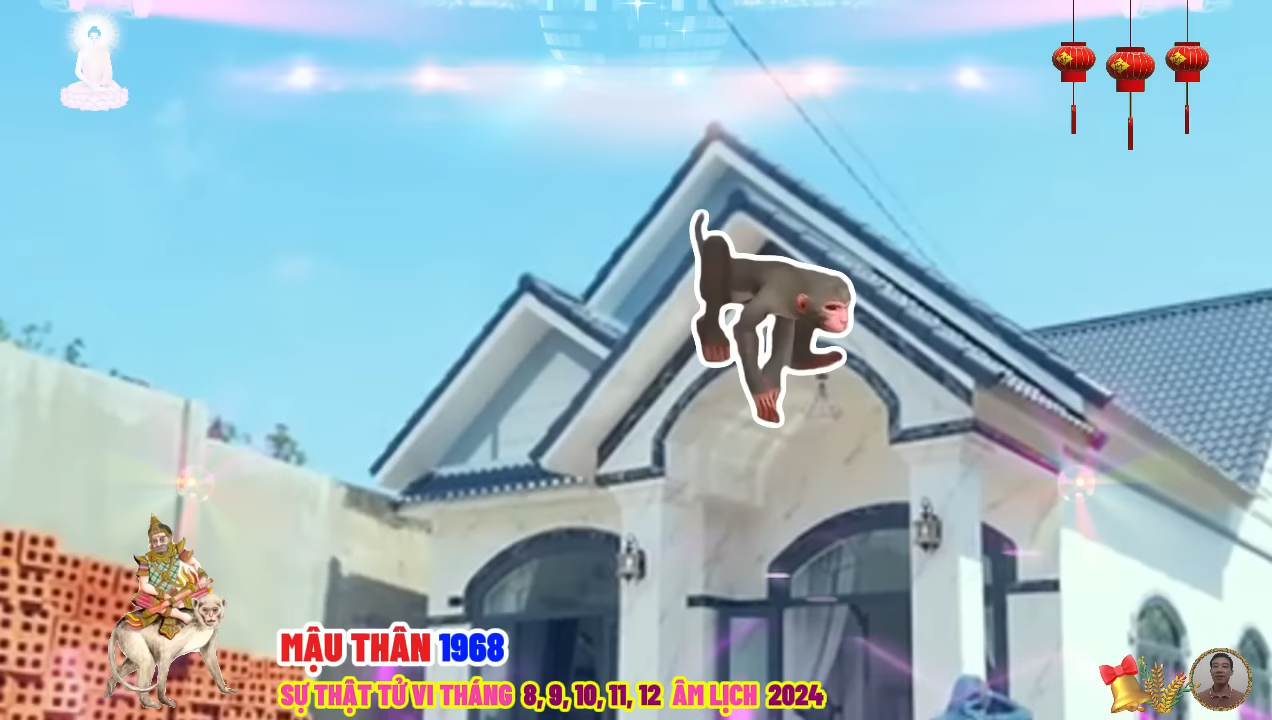 MẬU THÂN 1968
SỰ THẬT TỬ VI THÁNG 8, 9, 10, 11, 12 ÂM LỊCH 2024